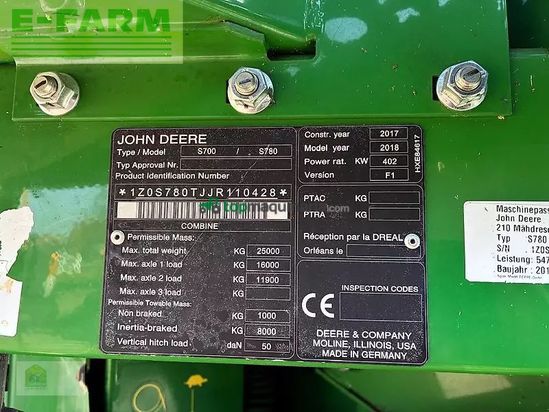 E-FARM
JOHN DEERE
Type / Model S700 / S780
Typ Approval Nr.
Product Identification Number
*1Z0S780TJJR110428*
topmaqu
.com
COMBINE
Permissible Mass:
Max. total weight KG 25000
Max. axle 1 load KG 16000
Max. axle 2 load KG 11900
Max. axle 3 load KG
Permissible Towable Mass:
Non braked KG 1000
Inertia-braked KG 8000
Vertical hitch load daN 50
Constr. year 2017
Model year 2018
Power rat. KW 402
Version F1
HXE84617
PTAC KG
PTRA KG
Réception par la DREAL
Orléans le
INSPECTION CODES
CE
DEERE & COMPANY
MOLINE, ILLINOIS, USA
MADE IN GERMANY
Maschinepas
John Deere
210 Mähdresc
Typ S780
S/N : 1Z0S
Leistung: 547
Baujahr : 201